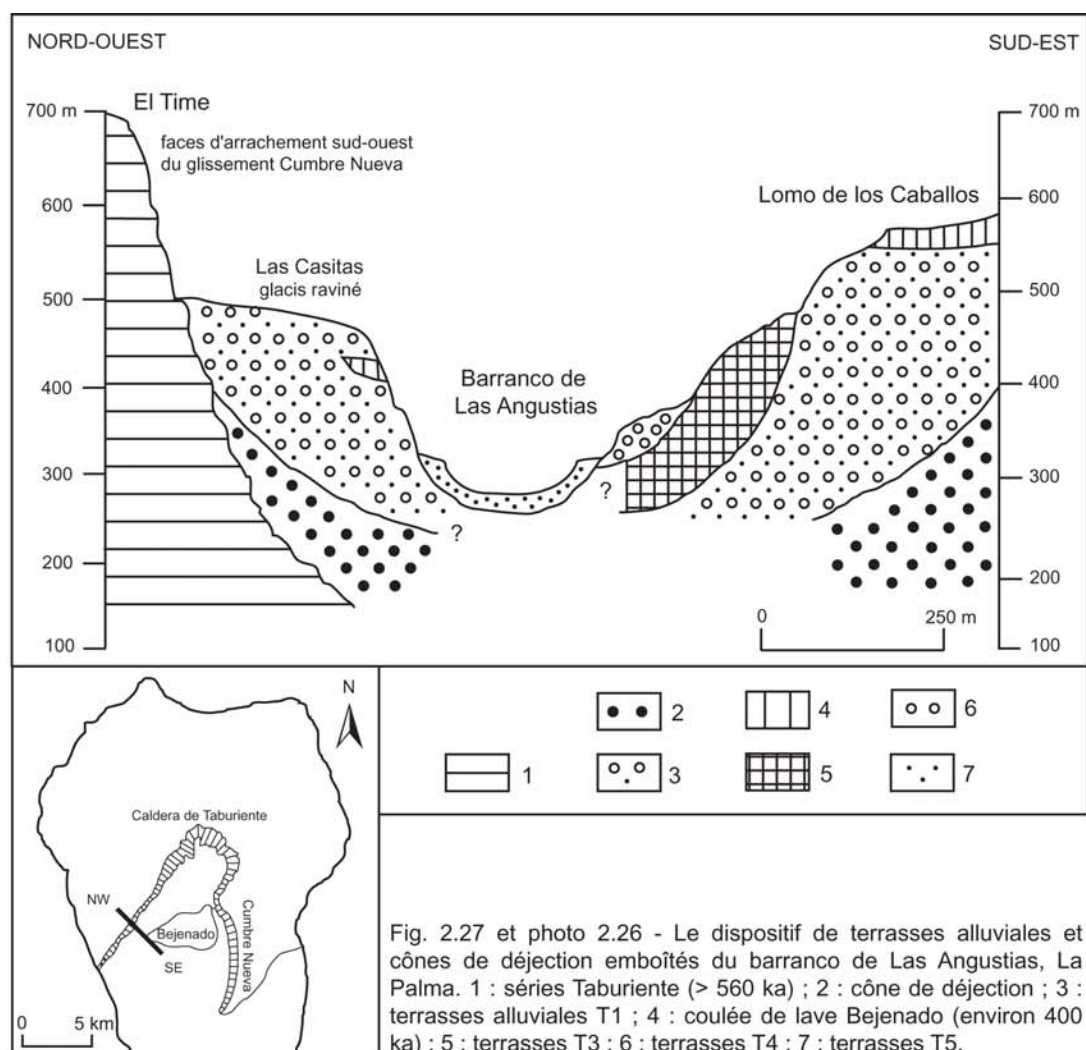 NORD-OUEST
SUD-EST
El Time
700 m
700 m
faces d'arrachement sud-ouest
du glissement Cumbre Nueva
600
Lomo de los Caballos
600
Las Casitas
glacis raviné
500
500
400
Barranco de
Las Angustias
400
300
300
?
?
200
200
0
250 m
100
100
N
2
4
6
1
3
5
7
Caldera de Taburiente
NW
Bejenado
SE
Cumbre Nueva
0
5 km
Fig. 2.27 et photo 2.26 - Le dispositif de terrasses alluviales et
cônes de déjection emboîtés du barranco de Las Angustias, La
Palma. 1 : séries Taburiente (> 560 ka) ; 2 : cône de déjection ; 3 :
terrasses alluviales T1 ; 4 : coulée de lave Bejenado (environ 400
ka) ; 5 : terrasses T3 ; 6 : terrasses T4 ; 7 : terrasses T5.